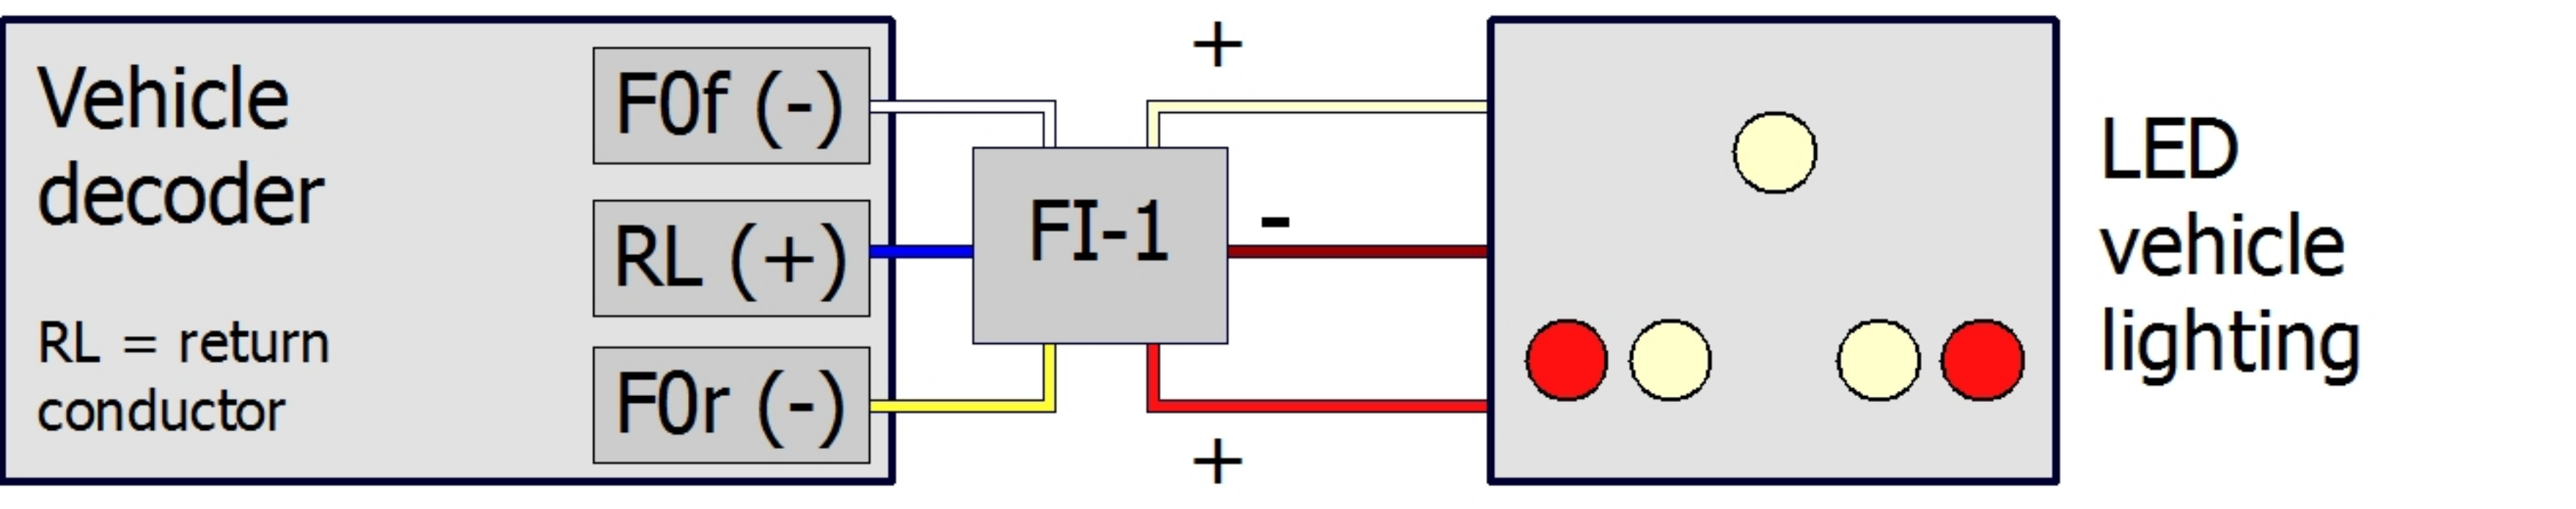 Vehicle
decoder
RL = return
conductor
F0f (-)
RL (+)
F0r (-)
+
FI-1
-
+
LED
vehicle
lighting